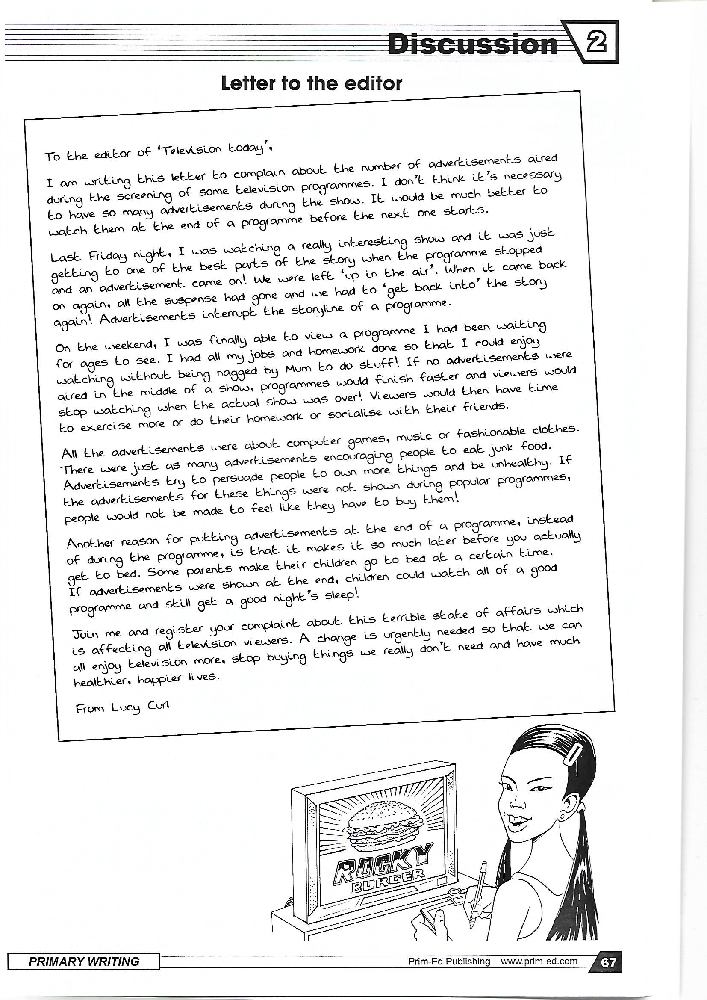 Discussion 2
Letter to the editor
To the editor of ‘Television today’,
I am writing this letter to complain about the number of advertisements aired
during the screening of some television programmes. I don’t think it’s necessary
to have so many advertisements during the show. It would be much better to
watch them at the end of a programme before the next one starts.
Last Friday night, I was watching a really interesting show and it was just
getting to one of the best parts of the story when the programme stopped
and an advertisement came on! We were left ‘up in the air’. When it came back
on again, all the suspense had gone and we had to ‘get back into’ the story
again! Advertisements interrupt the storyline of a programme.
On the weekend, I was finally able to view a programme I had been waiting
for ages to see. I had all my jobs and homework done so that I could enjoy
watching without being nagged by Mum to do stuff! If no advertisements were
aired in the middle of a show, programmes would finish faster and viewers would
stop watching when the actual show was over! Viewers would then have time
to exercise more or do their homework or socialise with their friends.
All the advertisements were about computer games, music or fashionable clothes.
There were just as many advertisements encouraging people to eat junk food.
Advertisements try to persuade people to own more things and be unhealthy. If
the advertisements for these things were not shown during popular programmes,
people would not be made to feel like they have to buy them!
Another reason for putting advertisements at the end of a programme, instead
of during the programme, is that it makes it so much later before you actually
get to bed. Some parents make their children go to bed at a certain time.
If advertisements were shown at the end, children could watch all of a good
programme and still get a good night’s sleep!
Join me and register your complaint about this terrible state of affairs which
is affecting all television viewers. A change is urgently needed so that we can
all enjoy television more, stop buying things we really don’t need and have much
healthier, happier lives.
From Lucy Curl
ROCKY
BURGER
PRIMARY WRITING
Prim-Ed Publishing www.prim-ed.com 67